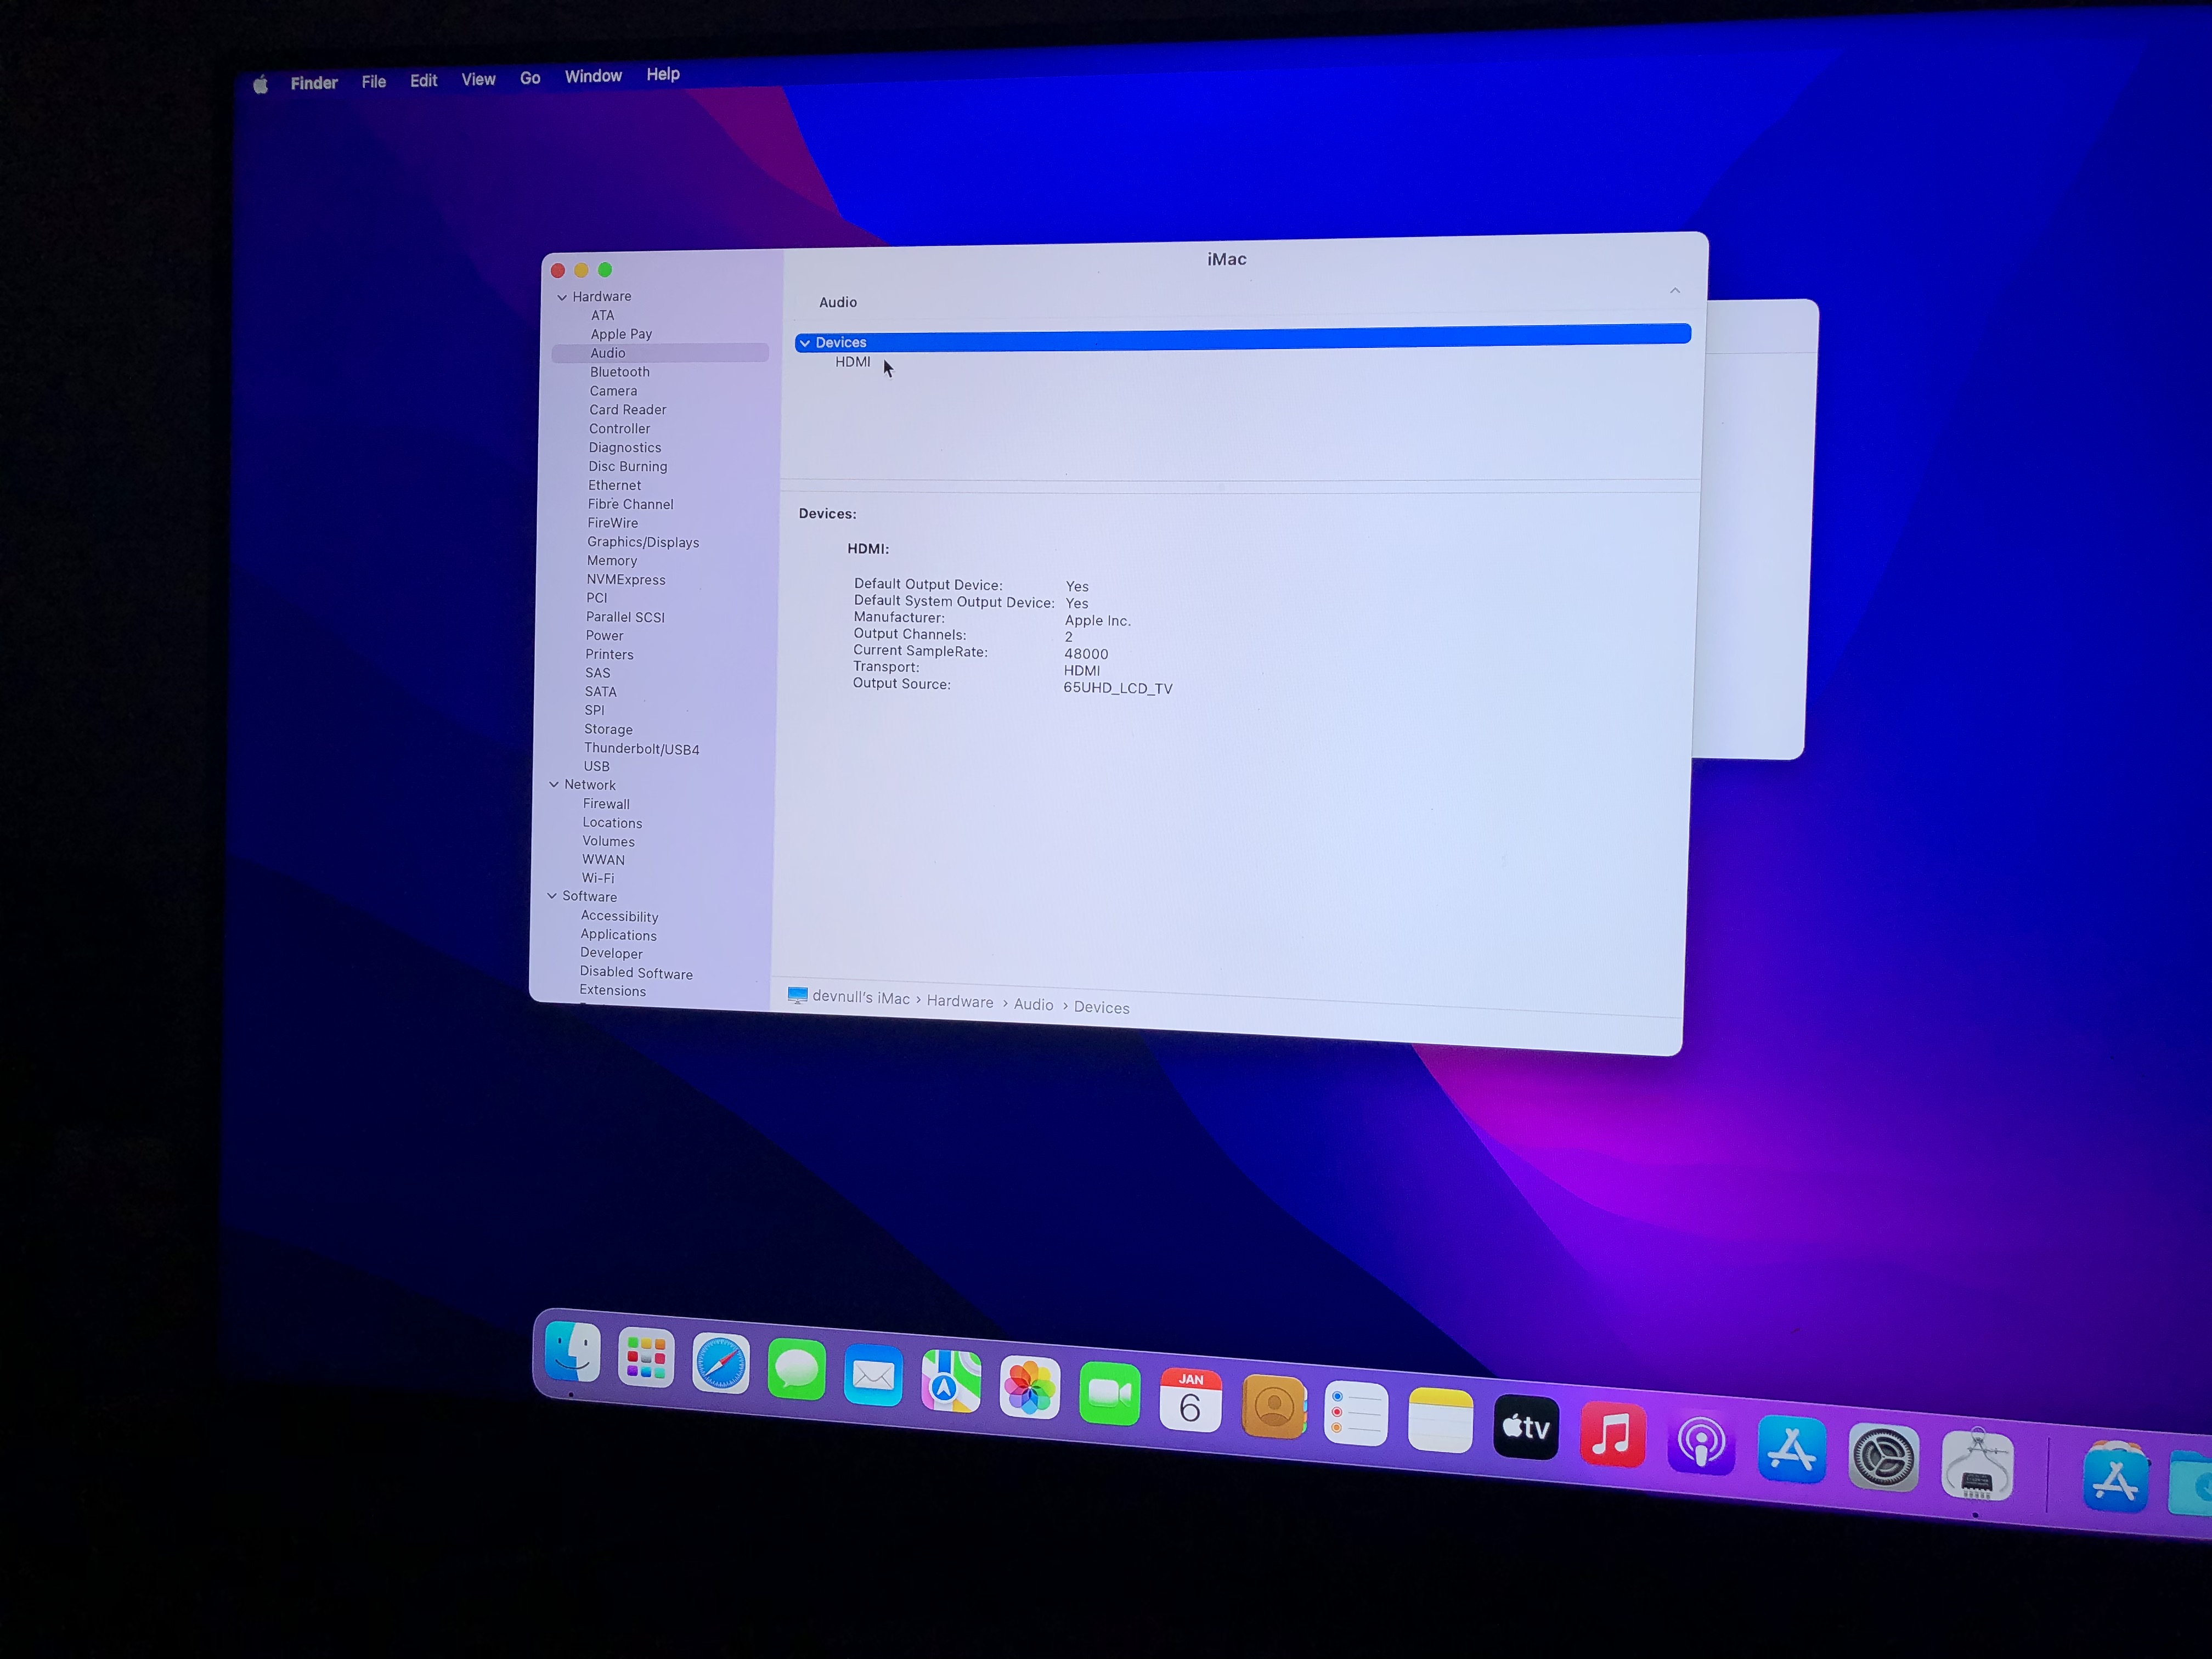 Finder File Edit View Go Window Help
iMac
Hardware
ATA
Apple Pay
Audio
Bluetooth
Camera
Card Reader
Controller
Diagnostics
Disc Burning
Ethernet
Fibre Channel
FireWire
Graphics/Displays
Memory
NVMExpress
PCI
Parallel SCSI
Power
Printers
SAS
SATA
SPI
Storage
Thunderbolt/USB4
USB
Network
Firewall
Locations
Volumes
WWAN
Wi-Fi
Software
Accessibility
Applications
Developer
Disabled Software
Extensions
Audio
Devices
HDMI
Devices:
HDMI:
Default Output Device: Yes
Default System Output Device: Yes
Manufacturer: Apple Inc.
Output Channels: 2
Current SampleRate: 48000
Transport: HDMI
Output Source: 65UHD_LCD_TV
devnull's iMac › Hardware › Audio › Devices
JAN
6
tv